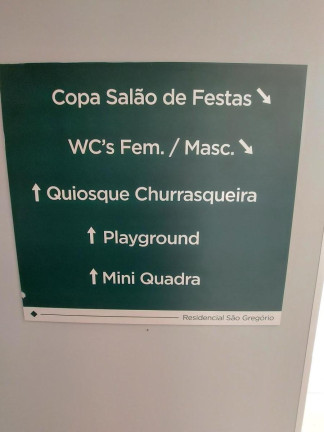 Copa Salão de Festas ↘
WC's Fem. / Masc. ↘
↑ Quiosque Churrasqueira
↑ Playground
↑ Mini Quadra
Residencial São Gregório